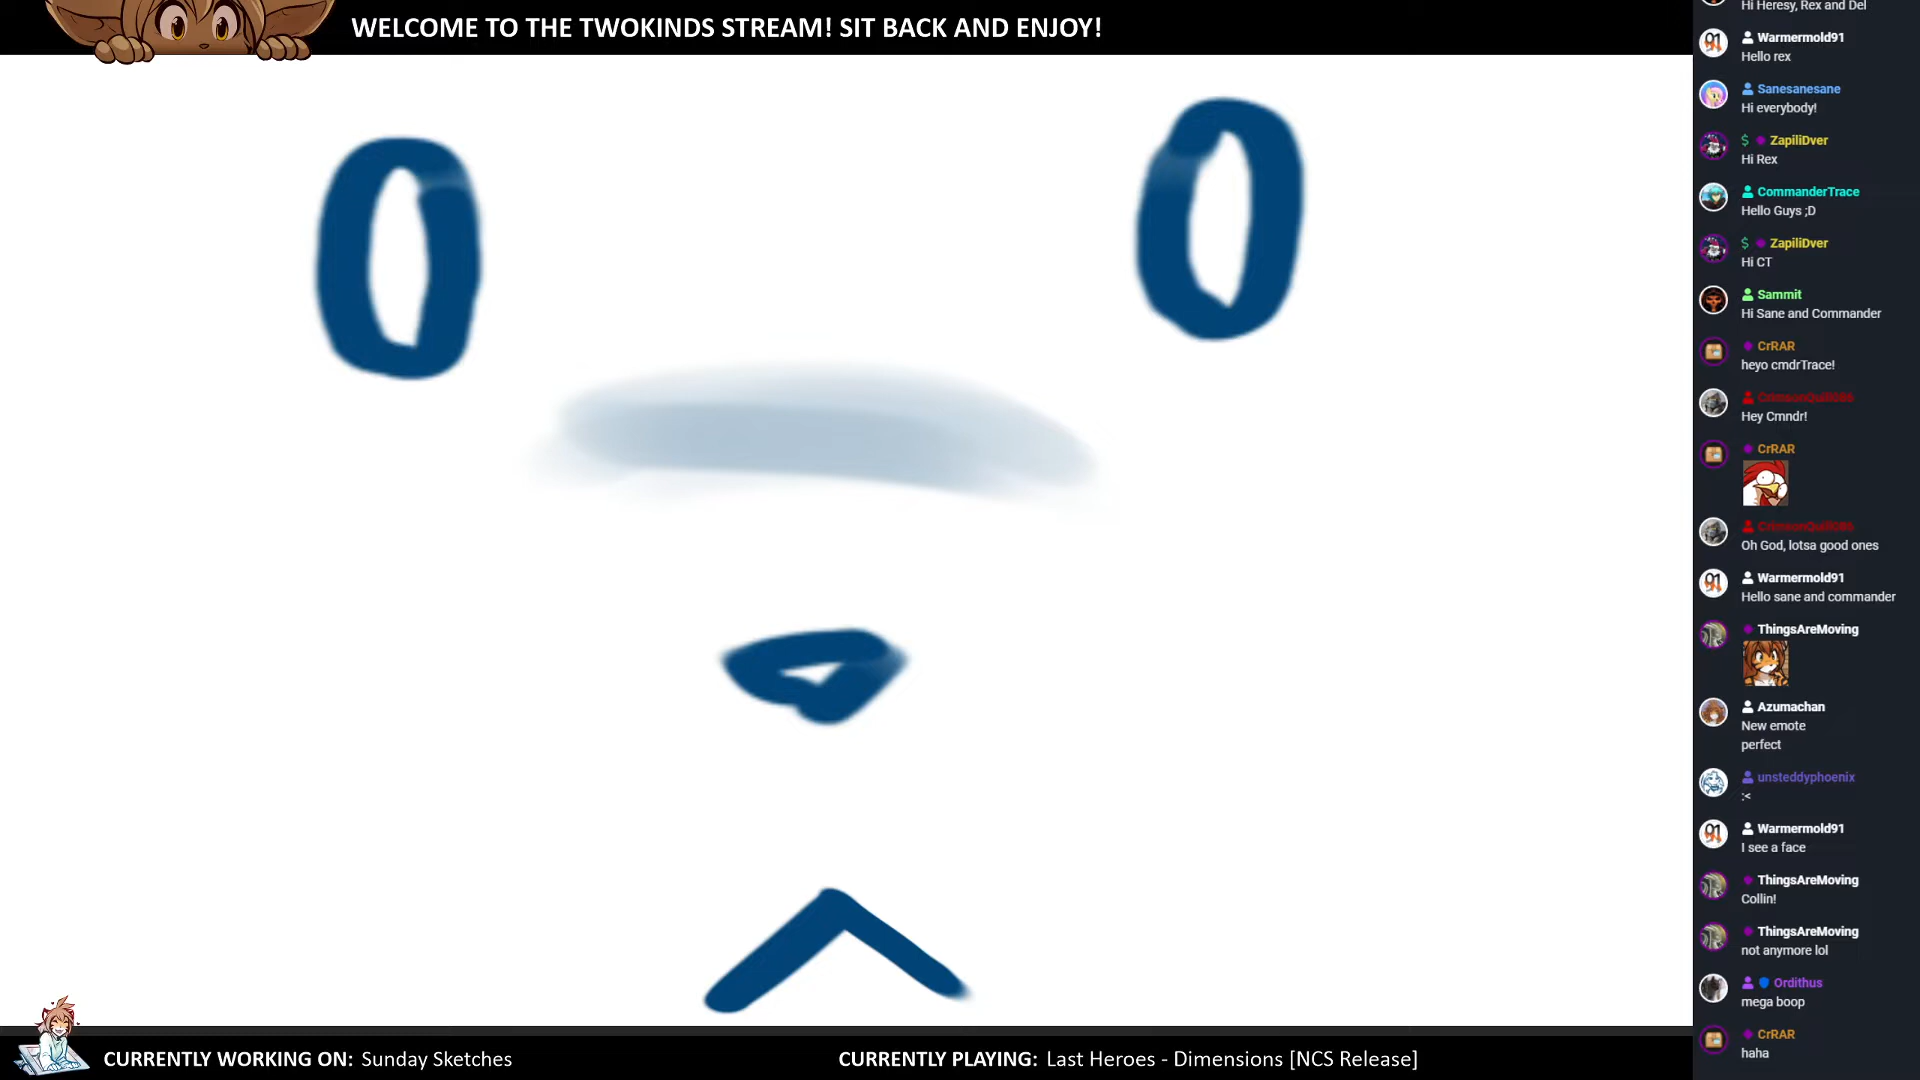 WELCOME TO THE TWOKINDS STREAM! SIT BACK AND ENJOY!
Hi Heresy, Rex and Del
Warmermold91
Hello rex
Sanesanesane
Hi everybody!
$ ZapiliDver
Hi Rex
CommanderTrace
Hello Guys ;D
$ ZapiliDver
Hi CT
Sammit
Hi Sane and Commander
CrRAR
heyo cmdrTrace!
CrimsonQuill086
Hey Cmndr!
CrRAR
CrimsonQuill086
Oh God, lotsa good ones
Warmermold91
Hello sane and commander
ThingsAreMoving
Azumachan
New emote
perfect
unsteddyphoenix
:<
Warmermold91
I see a face
ThingsAreMoving
Collin!
ThingsAreMoving
not anymore lol
Ordithus
mega boop
CrRAR
haha
CURRENTLY WORKING ON: Sunday Sketches
CURRENTLY PLAYING: Last Heroes - Dimensions [NCS Release]